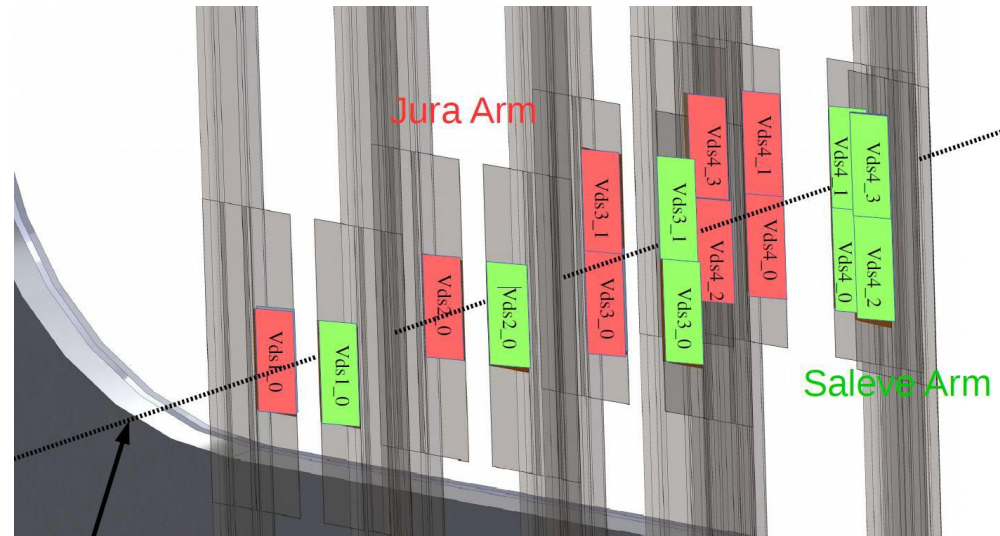 Jura Arm
Vds1_0
Vds1_0
Vds2_0
Vds2_0
Vds3_1
Vds3_0
Vds3_1
Vds3_0
Vds4_3
Vds4_2
Vds4_1
Vds4_0
Vds4_1
Vds4_0
Vds4_3
Vds4_2
Saleve Arm